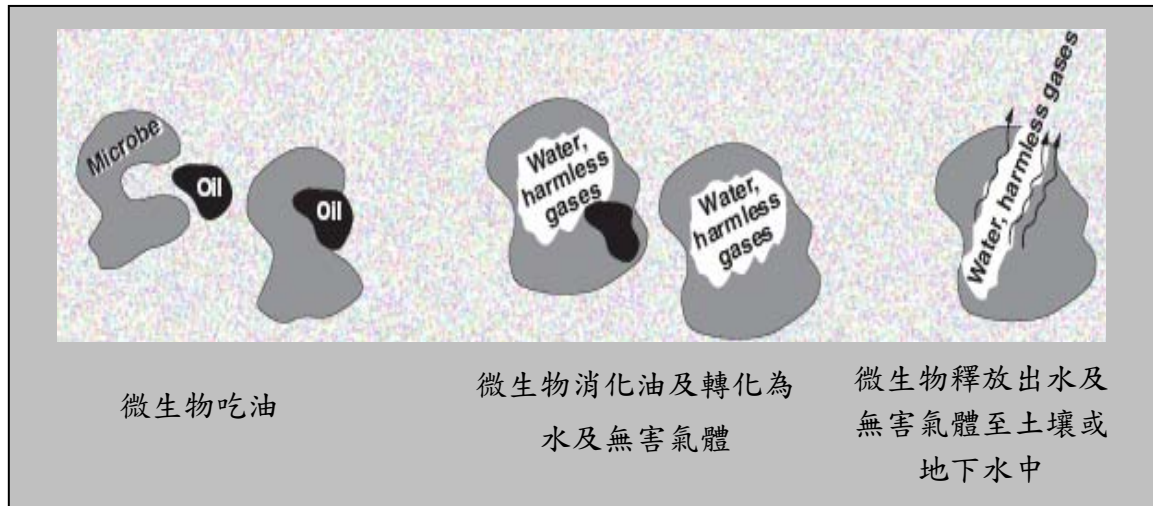 Microbe
Oil
Oil
Water,
harmless
gases
Water,
harmless
gases
Water, harmless gases
微生物吃油
微生物消化油及轉化為
水及無害氣體
微生物釋放出水及
無害氣體至土壤或
地下水中